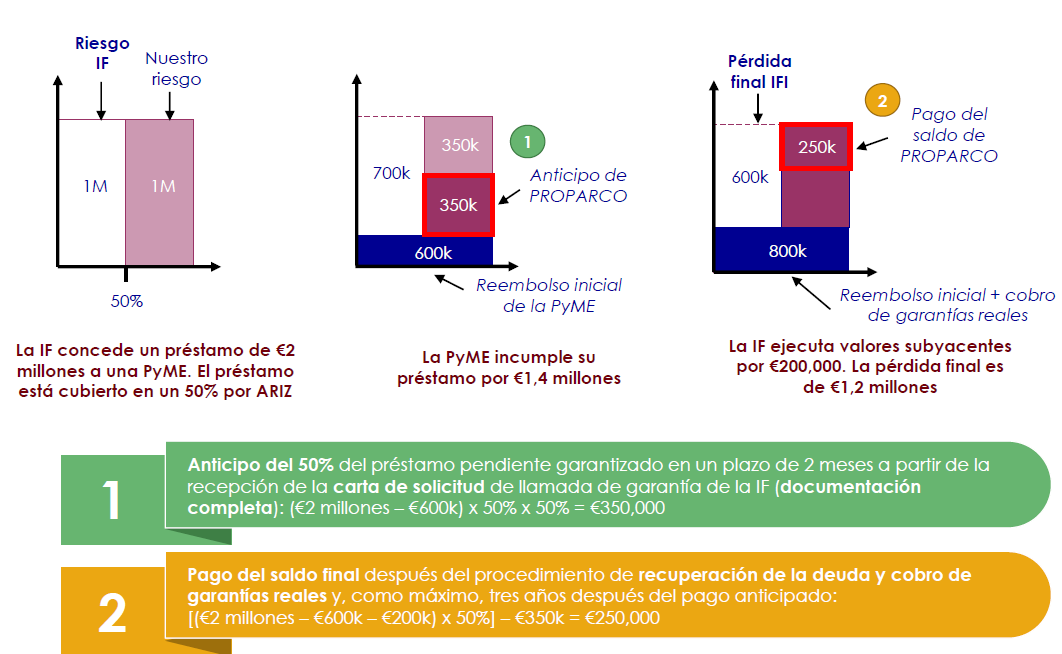 Riesgo
IF
Nuestro
riesgo
1M
1M
50%
La IF concede un préstamo de €2
millones a una PyME. El préstamo
está cubierto en un 50% por ARIZ
350k
700k
350k
600k
1
Anticipo de
PROPARCO
Reembolso inicial
de la PyME
La PyME incumple su
préstamo por €1,4 millones
Pérdida
final IFI
2
Pago del
saldo de
PROPARCO
250k
600k
800k
Reembolso inicial + cobro
de garantías reales
La IF ejecuta valores subyacentes
por €200,000. La pérdida final es
de €1,2 millones
1
Anticipo del 50% del préstamo pendiente garantizado en un plazo de 2 meses a partir de la
recepción de la carta de solicitud de llamada de garantía de la IF (documentación
completa): (€2 millones – €600k) x 50% x 50% = €350,000
2
Pago del saldo final después del procedimiento de recuperación de la deuda y cobro de
garantías reales y, como máximo, tres años después del pago anticipado:
[(€2 millones – €600k – €200k) x 50%] – €350k = €250,000